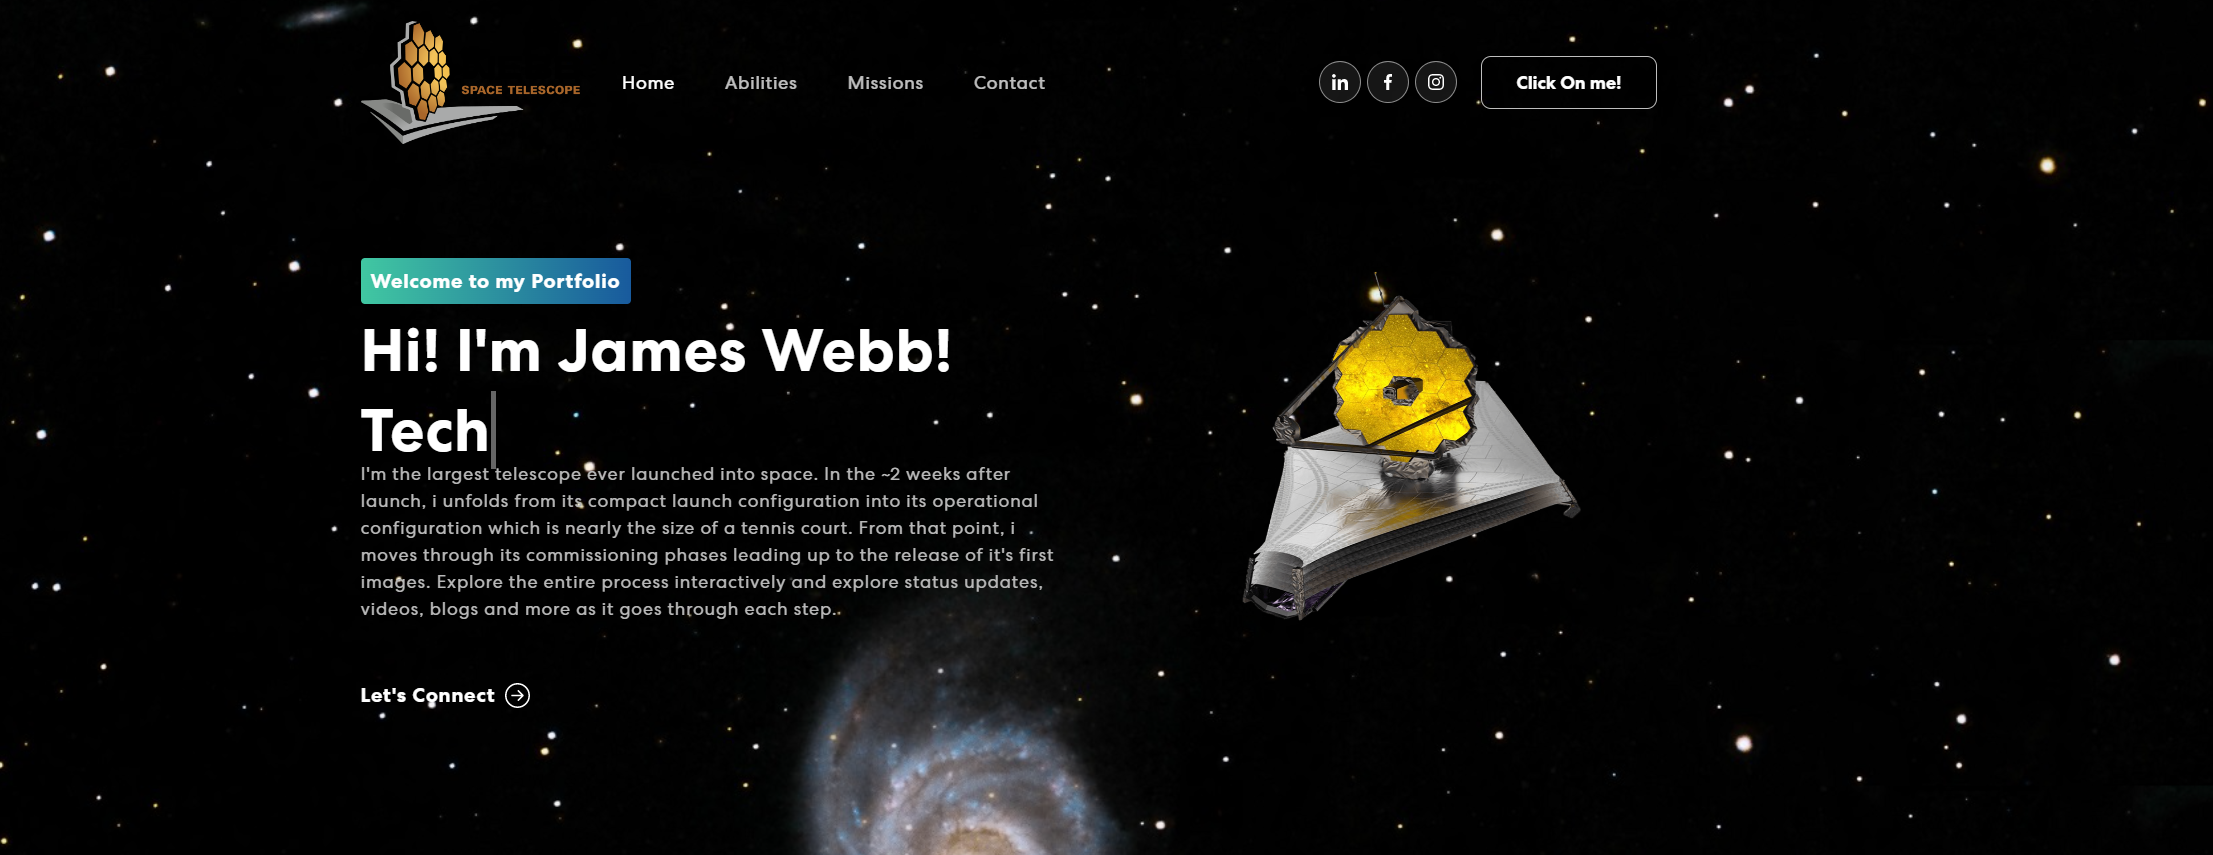 SPACE TELESCOPE
Home Abilities Missions Contact
in f
Click On me!
Welcome to my Portfolio
Hi! I'm James Webb!
Tech
I'm the largest telescope ever launched into space. In the ~2 weeks after
launch, i unfolds from its compact launch configuration into its operational
configuration which is nearly the size of a tennis court. From that point, i
moves through its commissioning phases leading up to the release of it's first
images. Explore the entire process interactively and explore status updates,
videos, blogs and more as it goes through each step.
Let's Connect